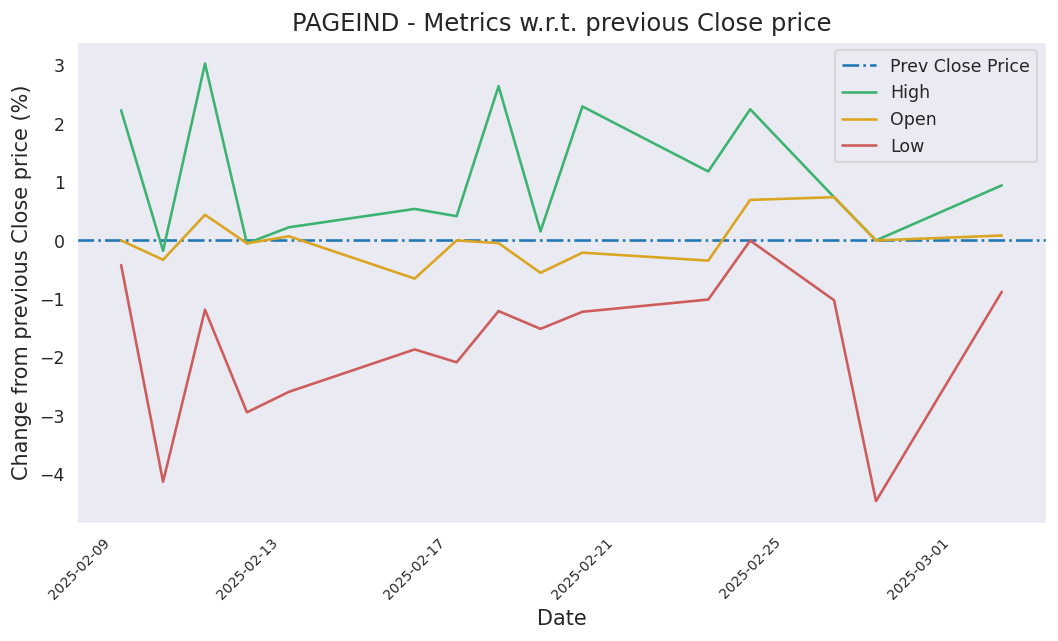 PAGEIND - Metrics w.r.t. previous Close price
Change from previous Close price (%)
3
2
1
0
−1
−2
−3
−4
Prev Close Price
High
Open
Low
2025-02-09
2025-02-13
2025-02-17
2025-02-21
2025-02-25
2025-03-01
Date